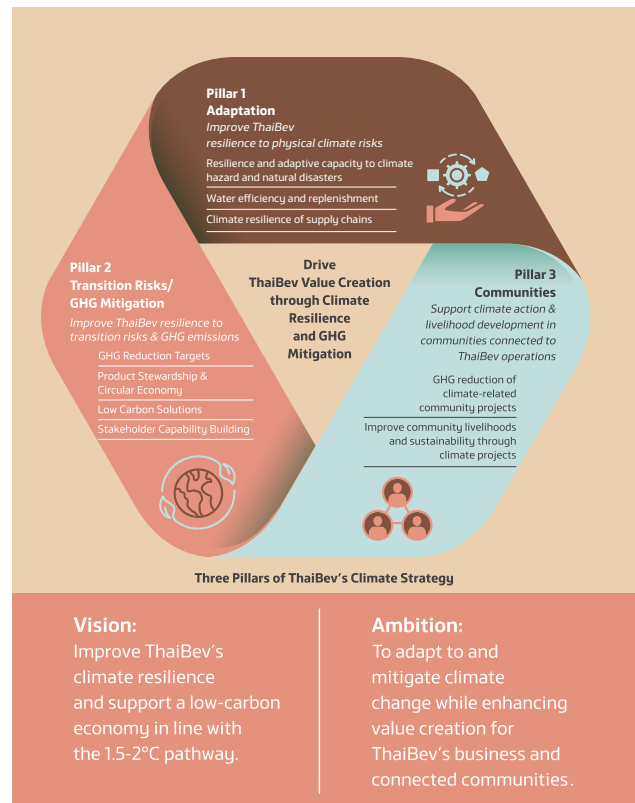 Pillar 1
Adaptation
Improve ThaiBev
resilience to physical climate risks
Resilience and adaptive capacity to climate
hazard and natural disasters
Water efficiency and replenishment
Climate resilience of supply chains
Pillar 2
Transition Risks/
GHG Mitigation
Improve ThaiBev resilience to
transition risks & GHG emissions
GHG Reduction Targets
Product Stewardship &
Circular Economy
Low Carbon Solutions
Stakeholder Capability Building
Drive
ThaiBev Value Creation
through Climate
Resilience
and GHG
Mitigation
Pillar 3
Communities
Support climate action &
livelihood development in
communities connected to
ThaiBev operations
GHG reduction of
climate-related
community projects
Improve community livelihoods
and sustainability through
climate projects
Three Pillars of ThaiBev's Climate Strategy
Vision:
Improve ThaiBev's
climate resilience
and support a low-carbon
economy in line with
the 1.5-2°C pathway.
Ambition:
To adapt to and
mitigate climate
change while enhancing
value creation for
ThaiBev's business and
connected communities.